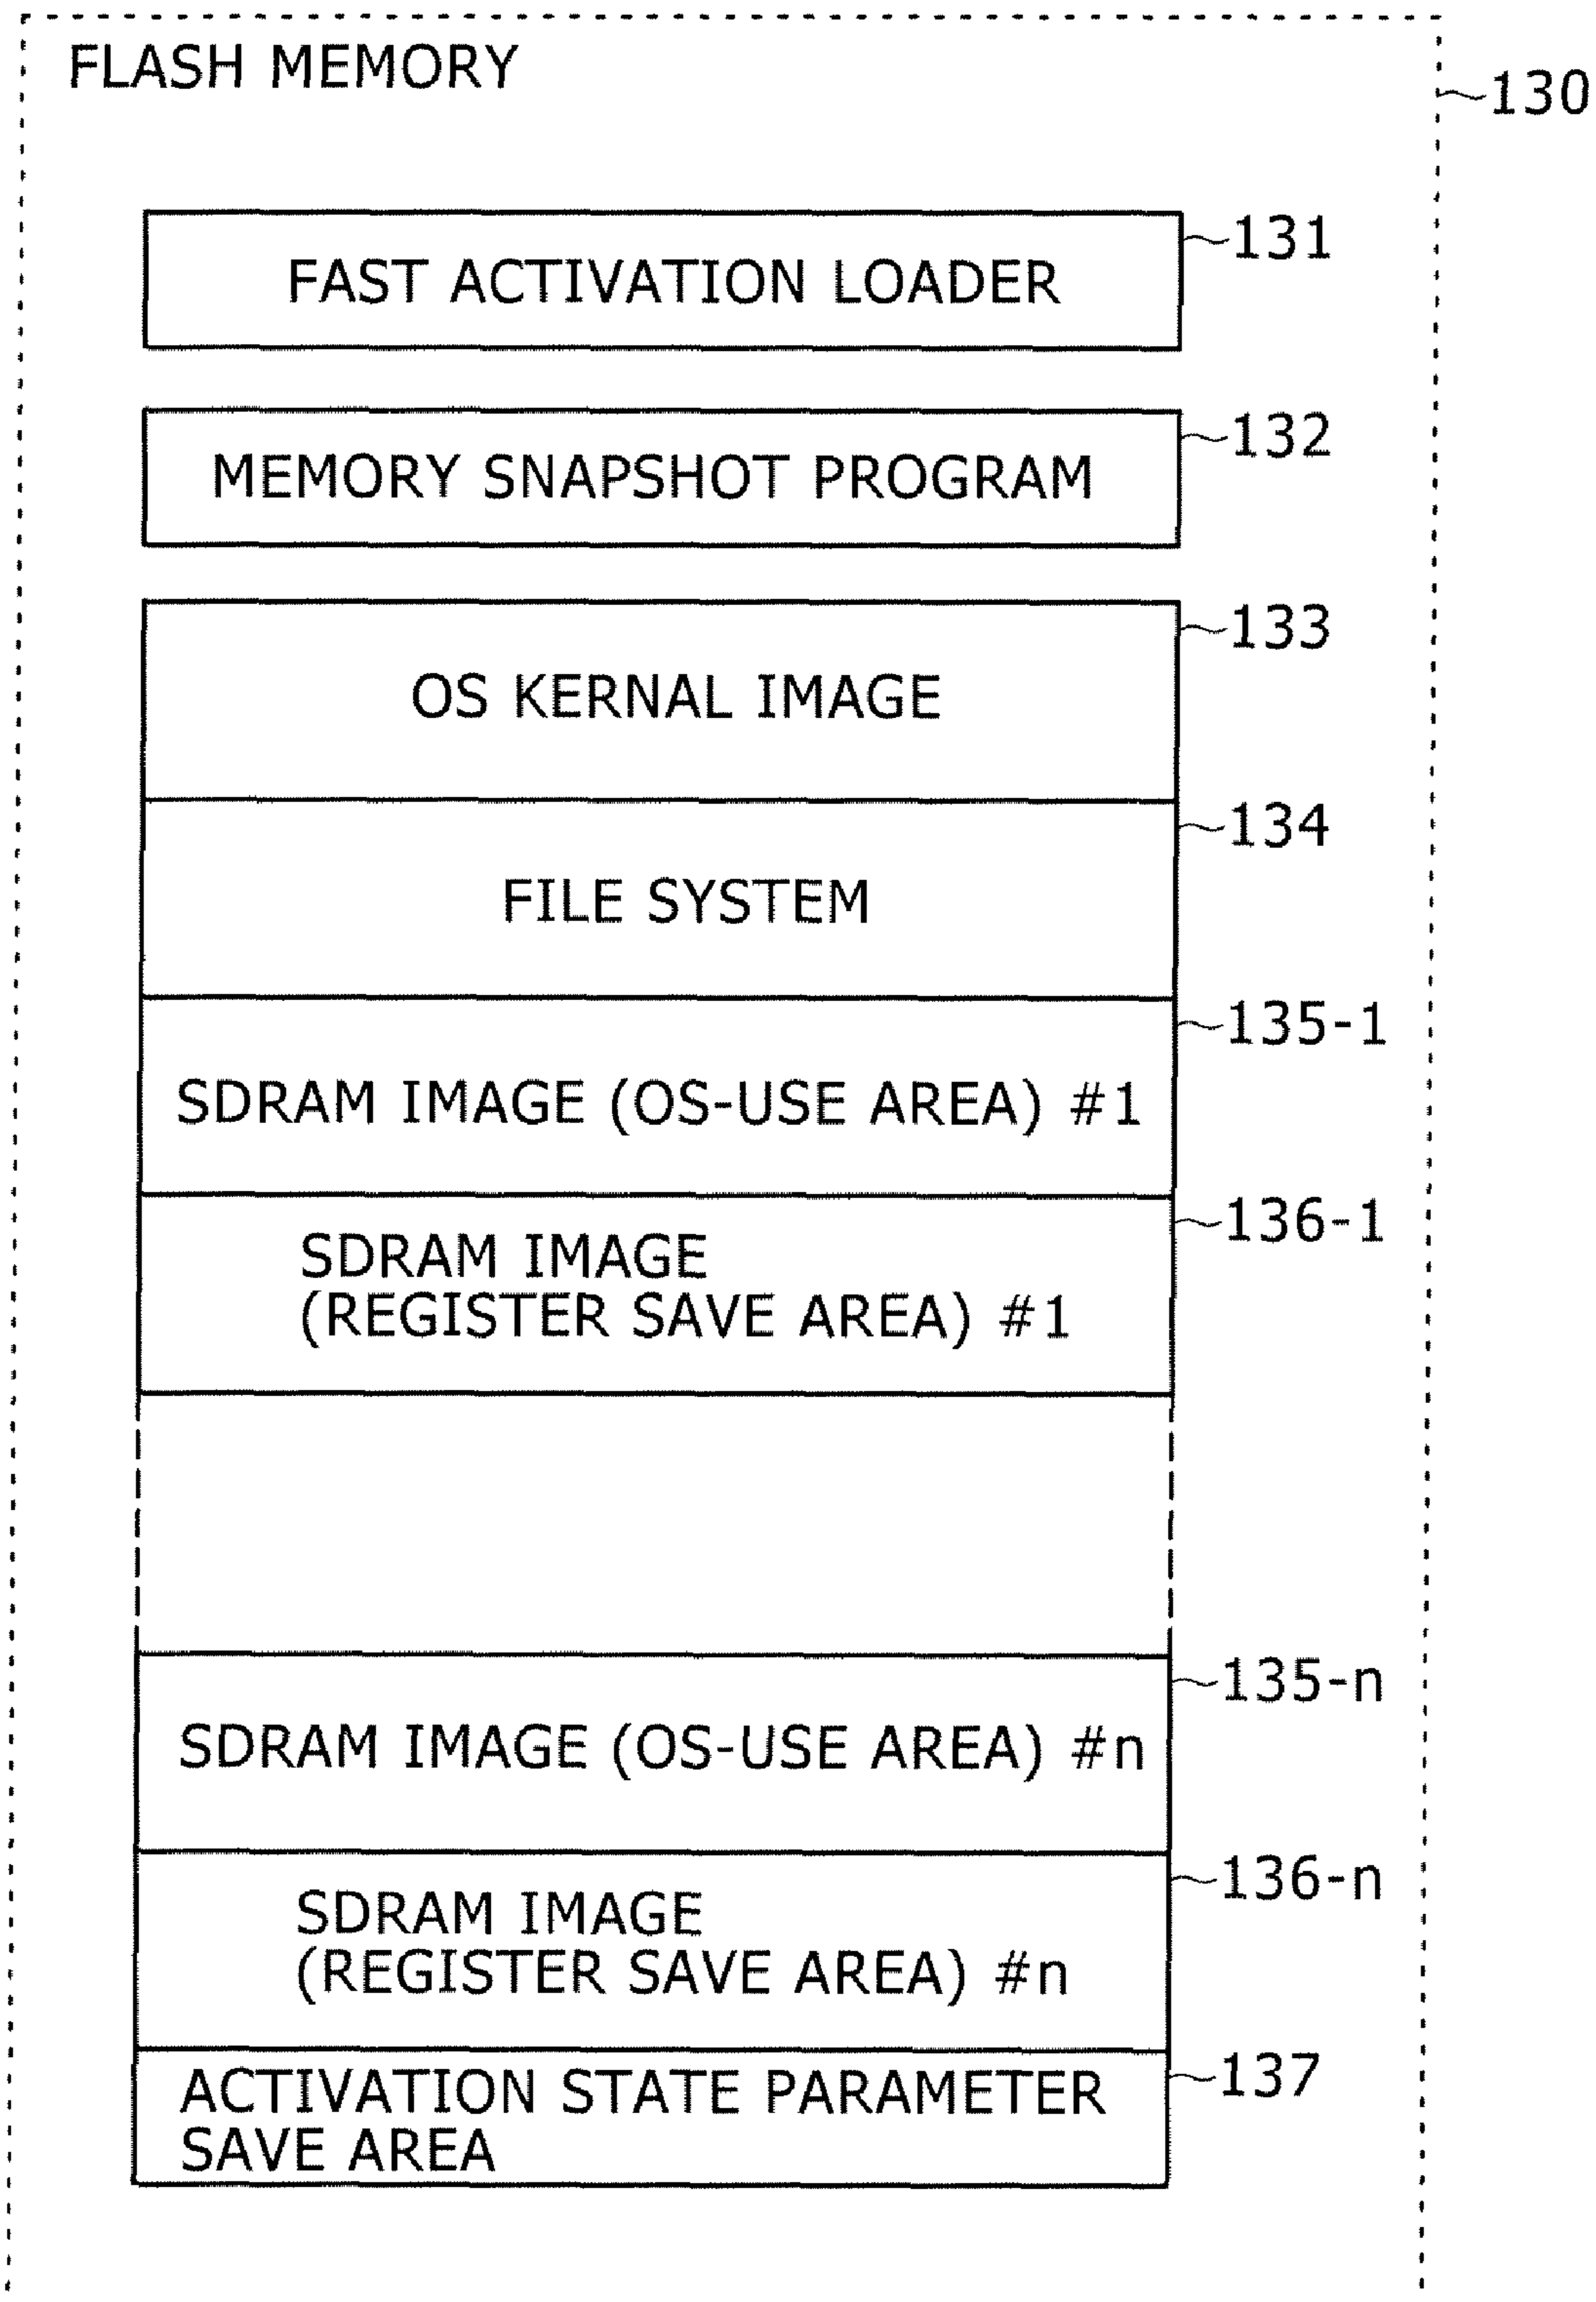 FLASH MEMORY
130
131
FAST ACTIVATION LOADER
132
MEMORY SNAPSHOT PROGRAM
133
OS KERNAL IMAGE
134
FILE SYSTEM
135-1
SDRAM IMAGE (OS-USE AREA) #1
136-1
SDRAM IMAGE
(REGISTER SAVE AREA) #1
135-n
SDRAM IMAGE (OS-USE AREA) #n
136-n
SDRAM IMAGE
(REGISTER SAVE AREA) #n
137
ACTIVATION STATE PARAMETER
SAVE AREA